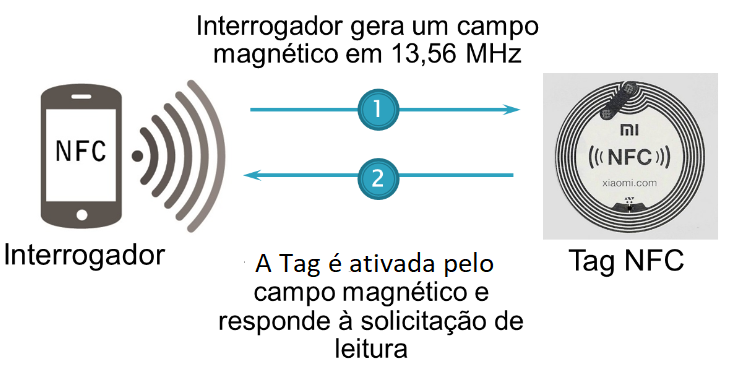 Interrogador gera um campo
magnético em 13,56 MHz
NFC
1
2
mi
NFC
xiaomi.com
Interrogador
Tag NFC
A Tag é ativada pelo
campo magnético e
responde à solicitação de
leitura